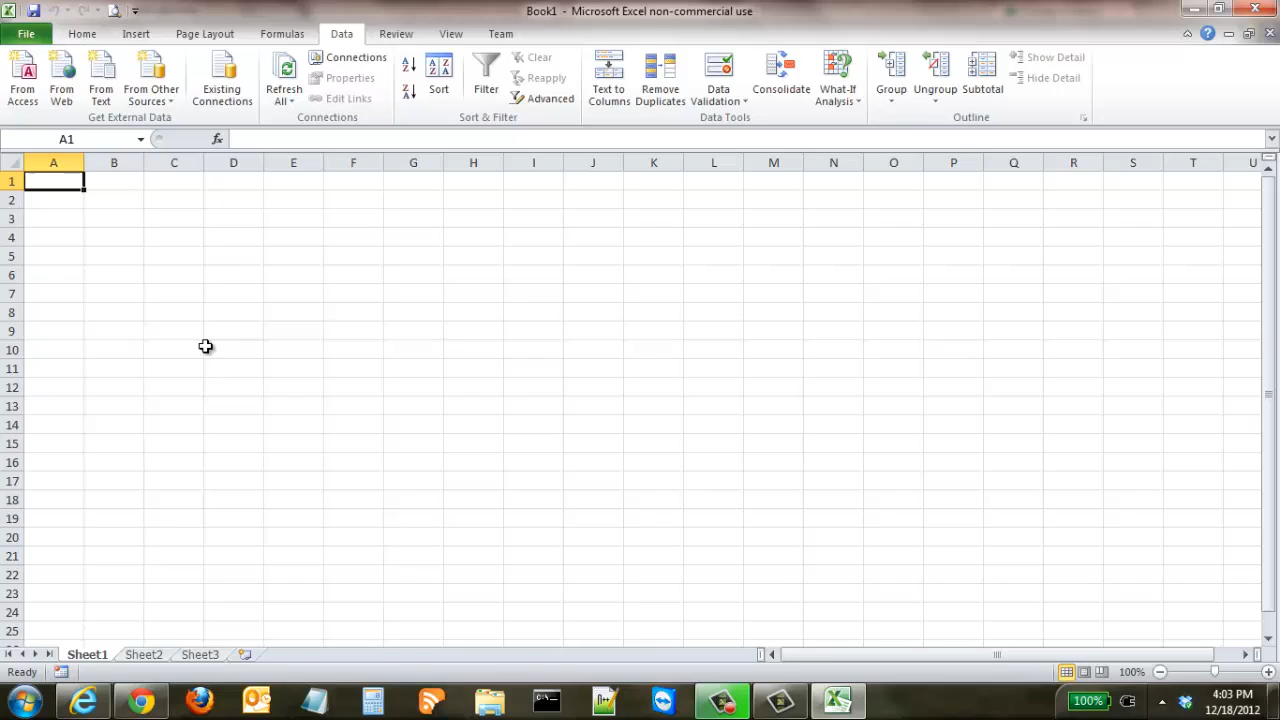 Book1 - Microsoft Excel non-commercial use
File Home Insert Page Layout Formulas Data Review View Team
From Access
From Web
From Text
From Other Sources
Existing Connections
Get External Data
Refresh All
Connections
Properties
Edit Links
Connections
Sort
Filter
Clear
Reapply
Advanced
Sort & Filter
Text to Columns
Remove Duplicates
Data Validation
Consolidate
What-If Analysis
Data Tools
Group
Ungroup
Subtotal
Show Detail
Hide Detail
Outline
A1 fx
A B C D E F G H I J K L M N O P Q R S T U
1
2
3
4
5
6
7
8
9
10
11
12
13
14
15
16
17
18
19
20
21
22
23
24
25
Sheet1 Sheet2 Sheet3
Ready 100%
100% 4:03 PM
12/18/2012